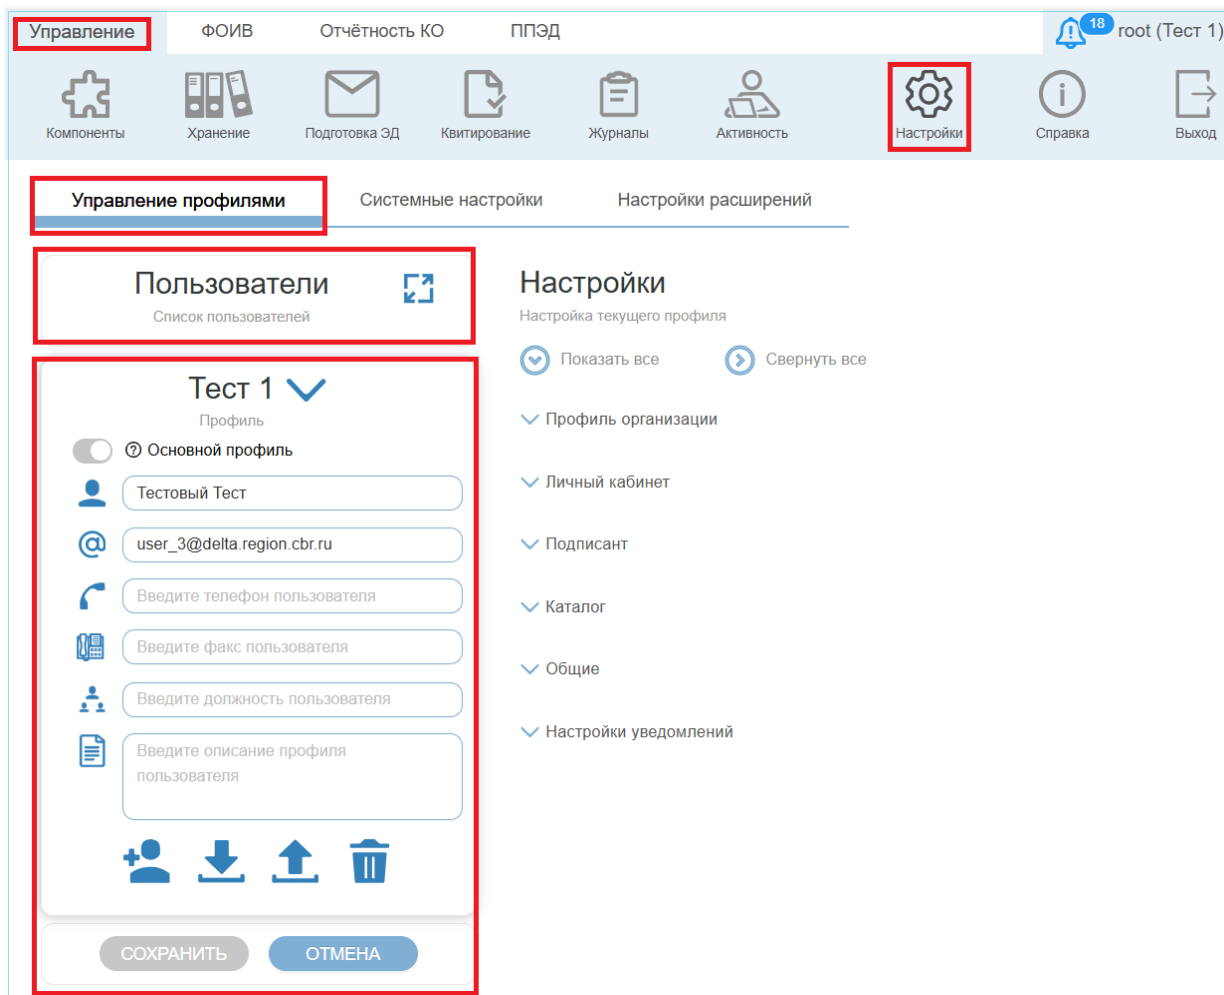 Управление ФОИВ Отчётность КО ППЭД 18 root (Тест 1)
Компоненты Хранение Подготовка ЭД Квитирование Журналы Активность Настройки Справка Выход
Управление профилями Системные настройки Настройки расширений
Пользователи
Список пользователей
Тест 1
Профиль
Основной профиль
Тестовый Тест
user_3@delta.region.cbr.ru
Введите телефон пользователя
Введите факс пользователя
Введите должность пользователя
Введите описание профиля
пользователя
СОХРАНИТЬ ОТМЕНА
Настройки
Настройка текущего профиля
Показать все Свернуть все
Профиль организации
Личный кабинет
Подписант
Каталог
Общие
Настройки уведомлений